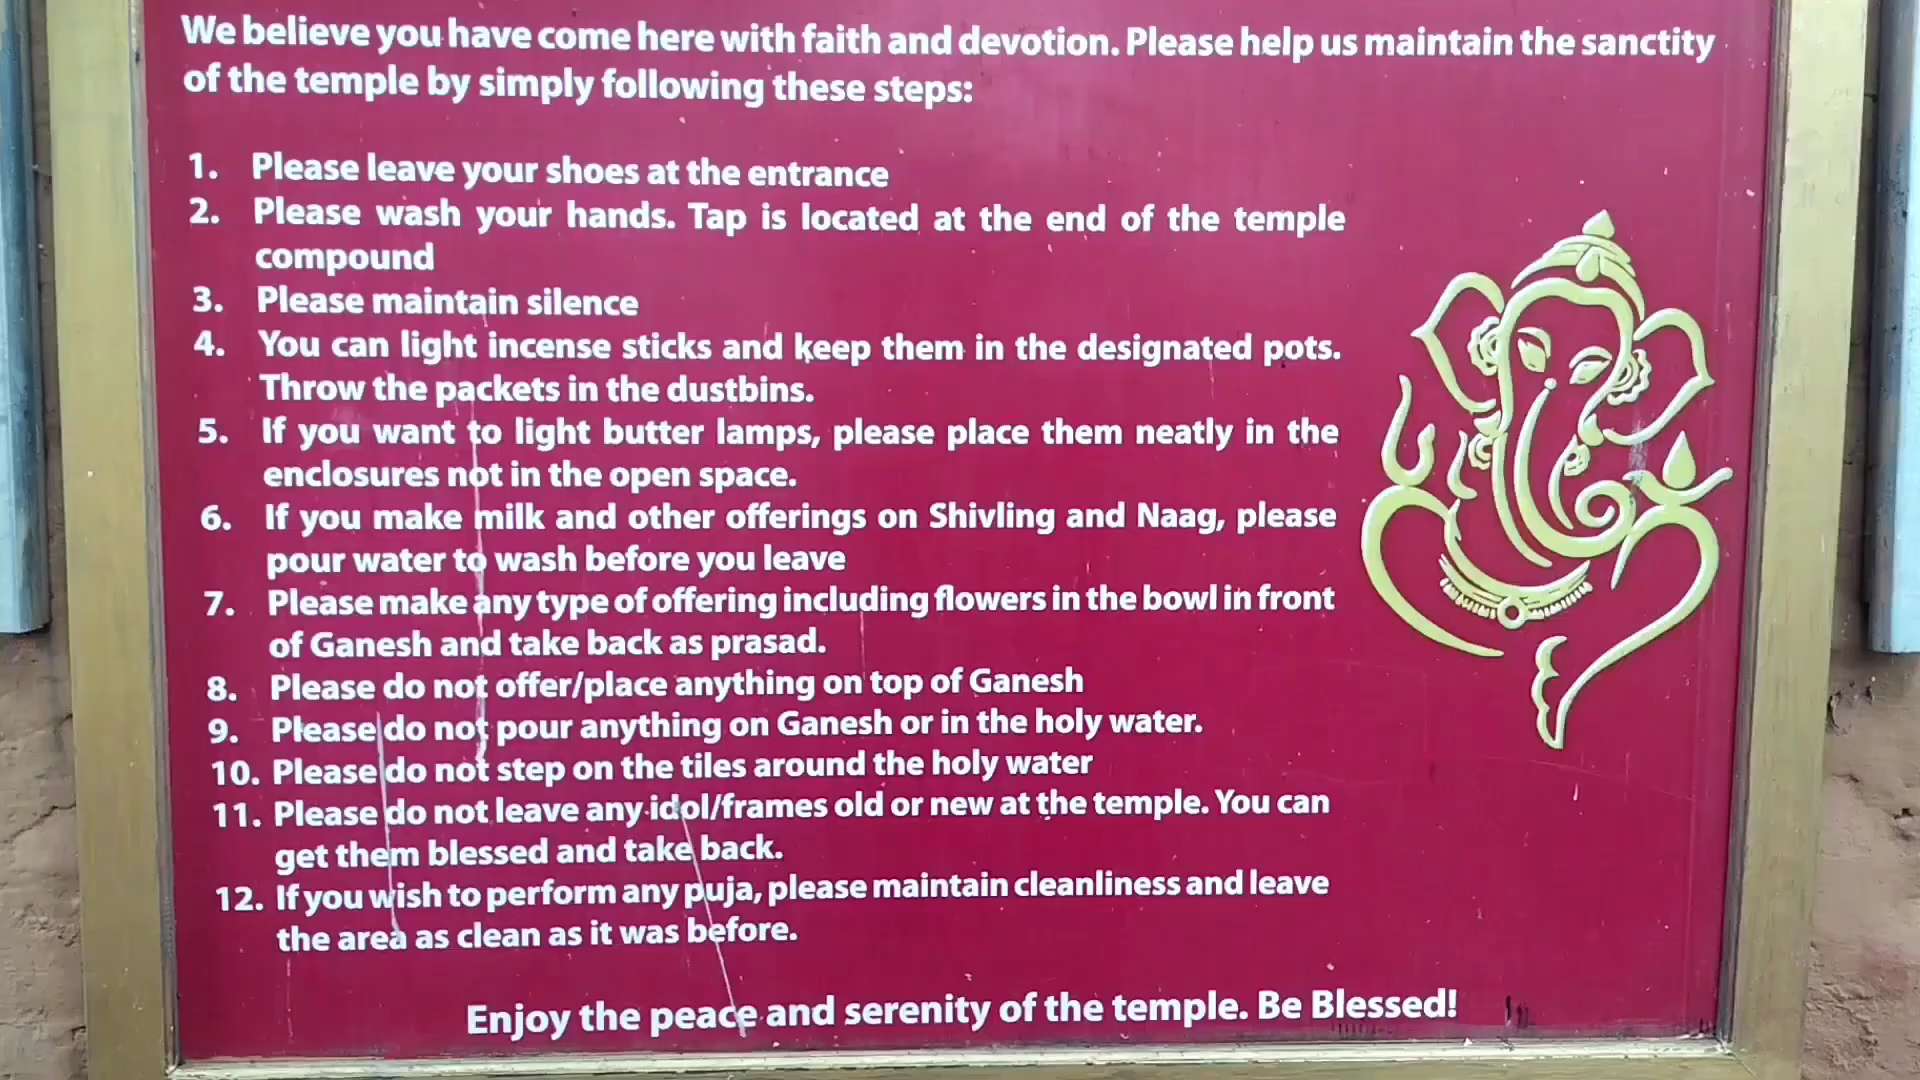 We believe you have come here with faith and devotion. Please help us maintain the sanctity
of the temple by simply following these steps:
1. Please leave your shoes at the entrance
2. Please wash your hands. Tap is located at the end of the temple
compound
3. Please maintain silence
4. You can light incense sticks and keep them in the designated pots.
Throw the packets in the dustbins.
5. If you want to light butter lamps, please place them neatly in the
enclosures not in the open space.
6. If you make milk and other offerings on Shivling and Naag, please
pour water to wash before you leave
7. Please make any type of offering including flowers in the bowl in front
of Ganesh and take back as prasad.
8. Please do not offer/place anything on top of Ganesh
9. Please do not pour anything on Ganesh or in the holy water.
10. Please do not step on the tiles around the holy water
11. Please do not leave any idol/frames old or new at the temple. You can
get them blessed and take back.
12. If you wish to perform any puja, please maintain cleanliness and leave
the area as clean as it was before.
Enjoy the peace and serenity of the temple. Be Blessed!